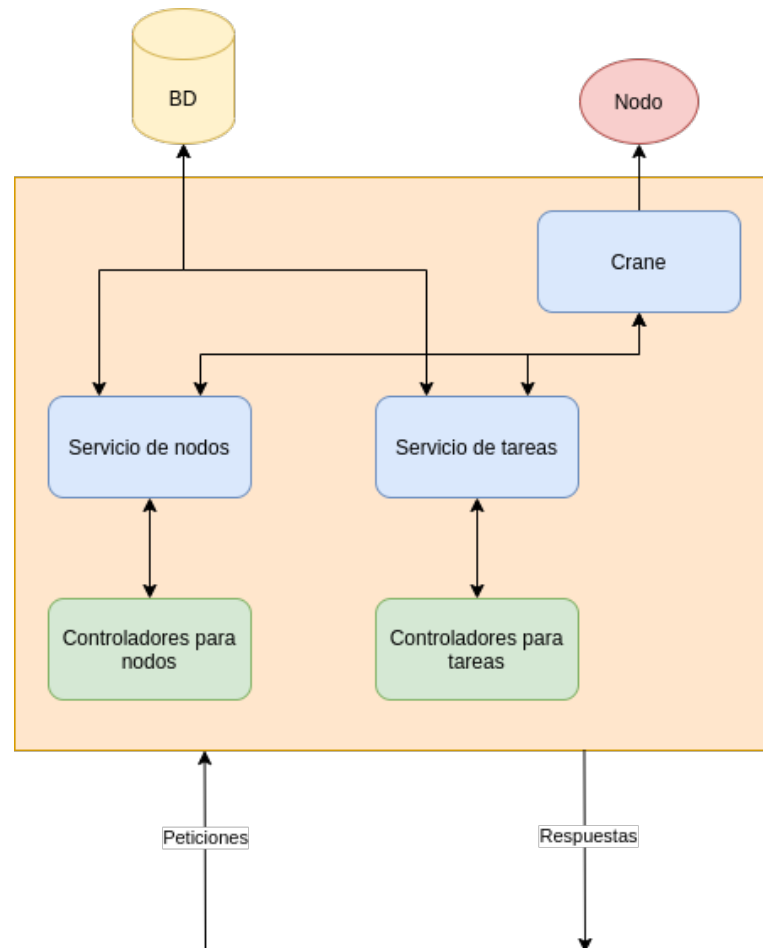 BD
Nodo
Crane
Servicio de nodos
Servicio de tareas
Controladores para
nodos
Controladores para
tareas
Peticiones
Respuestas